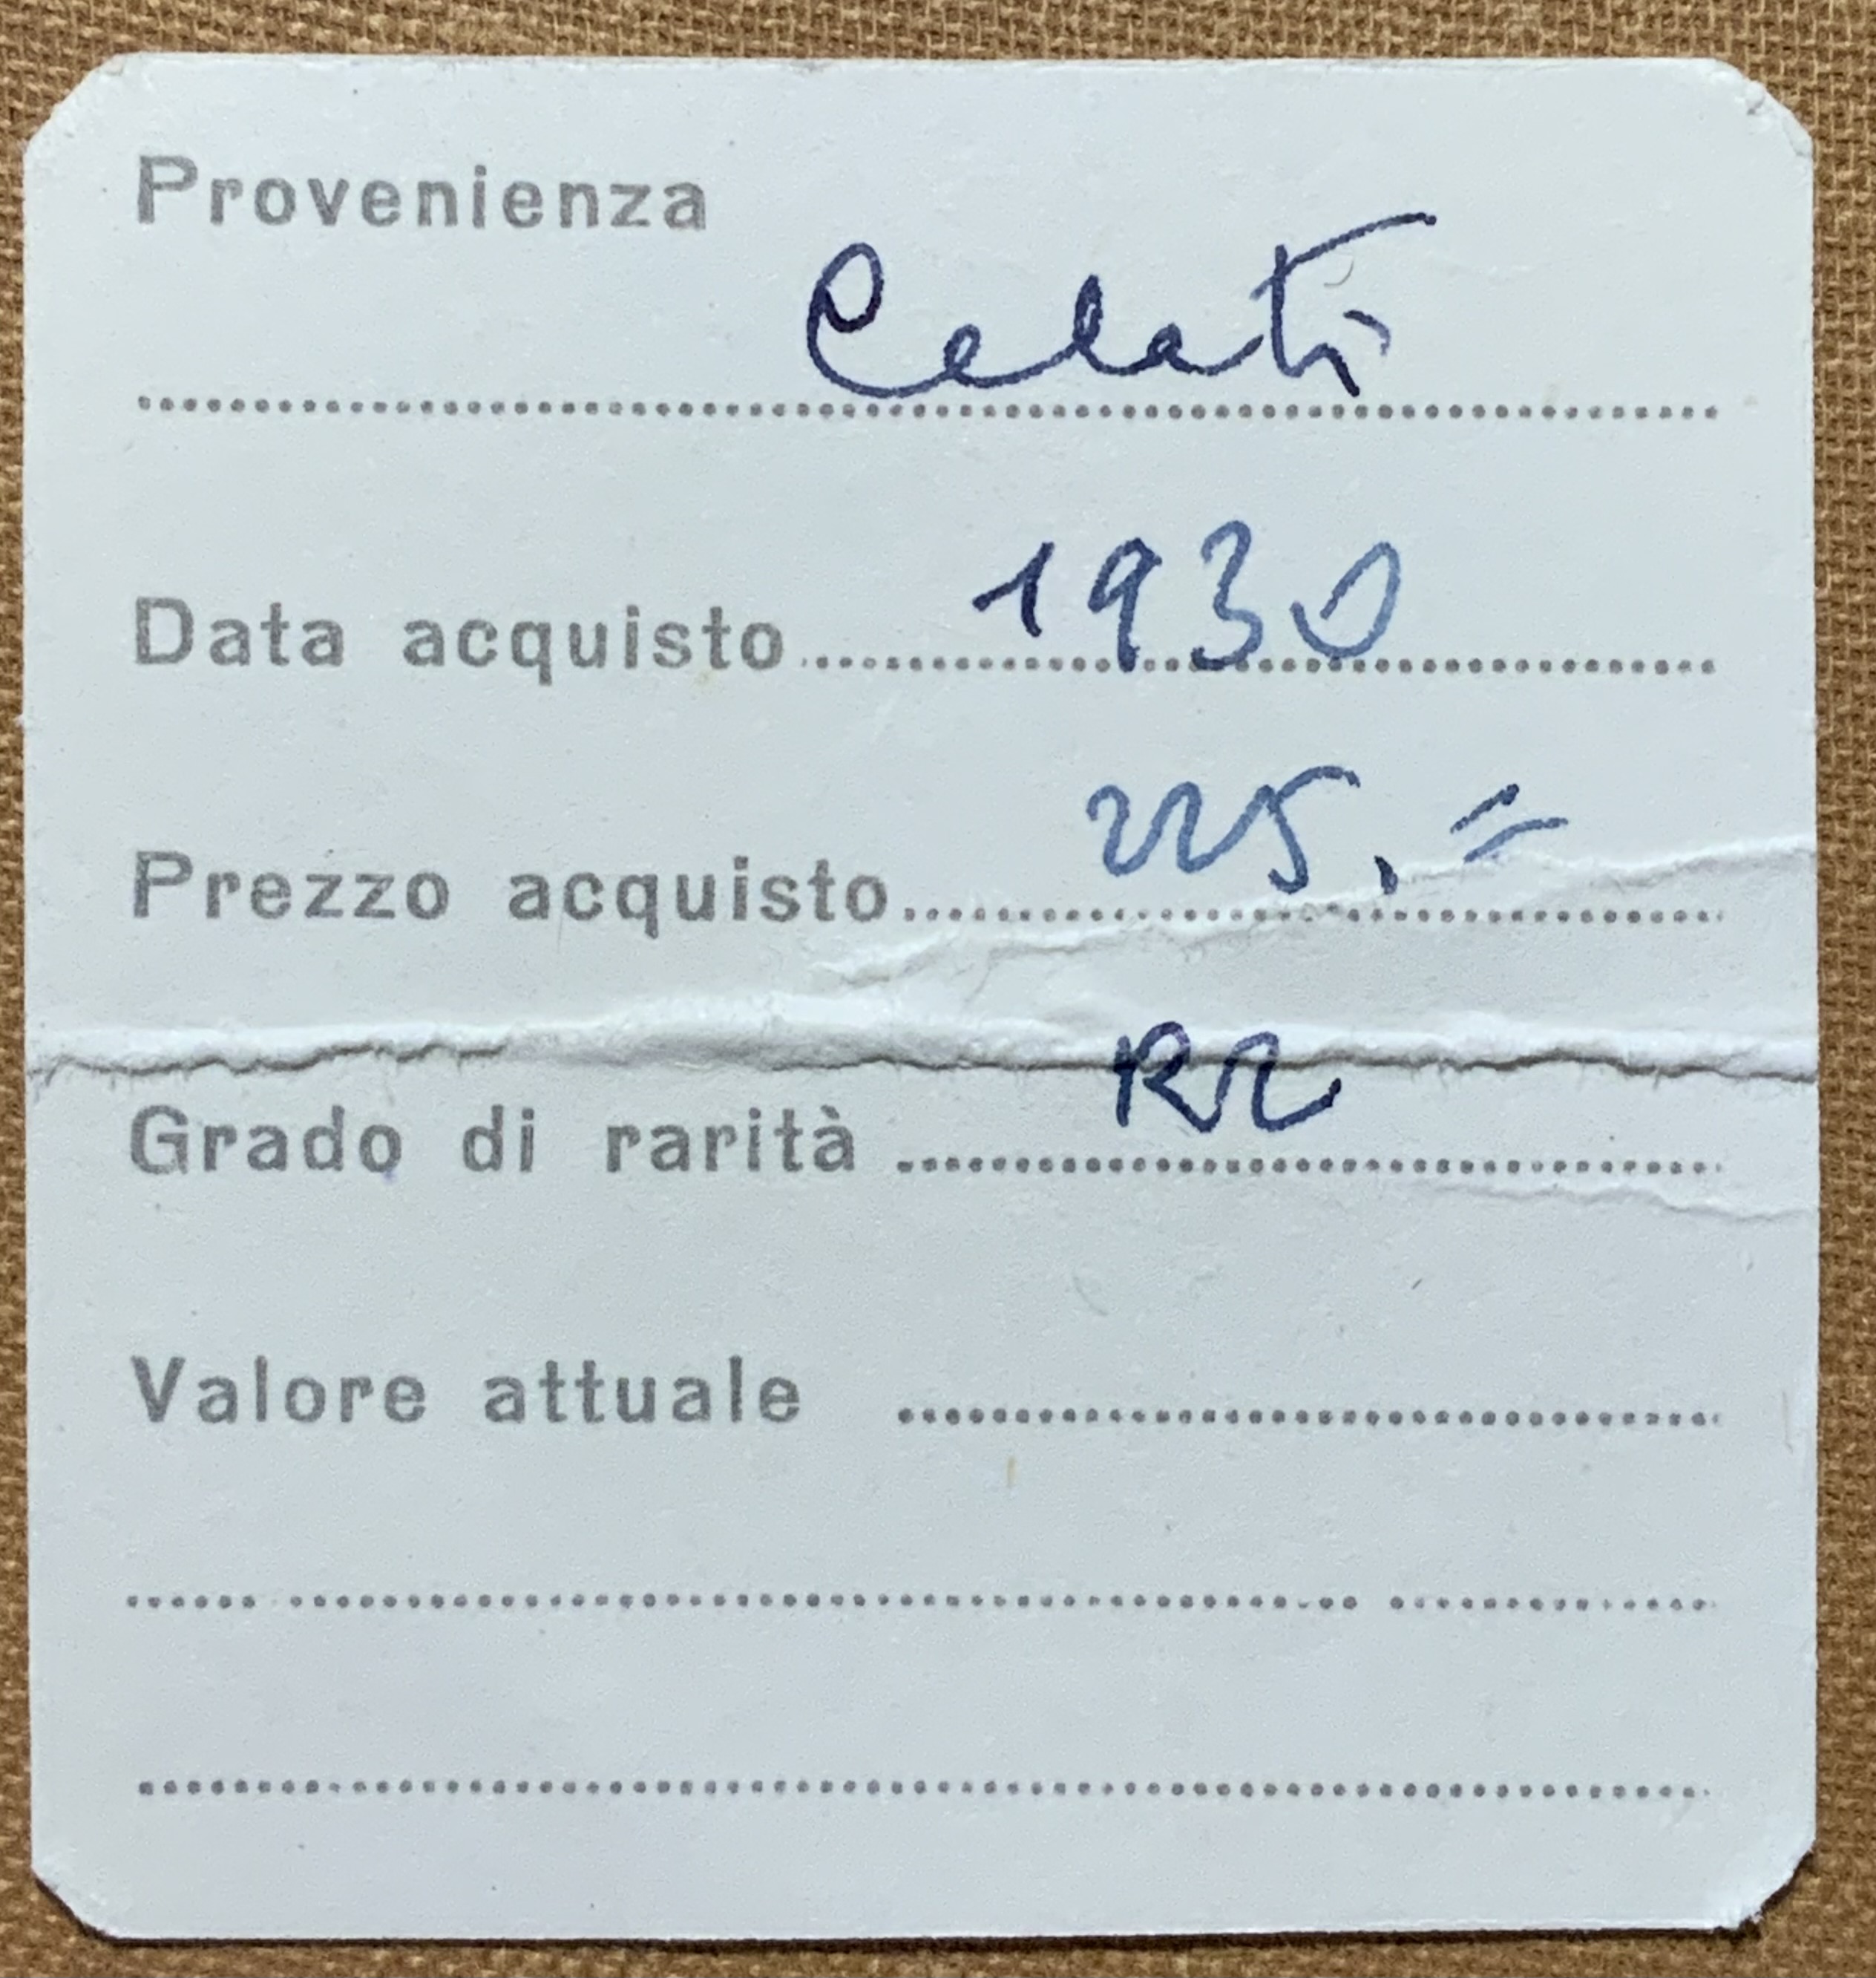 Provenienza
Celati
Data acquisto 1930
Prezzo acquisto 225.=
Grado di rarità RR
Valore attuale